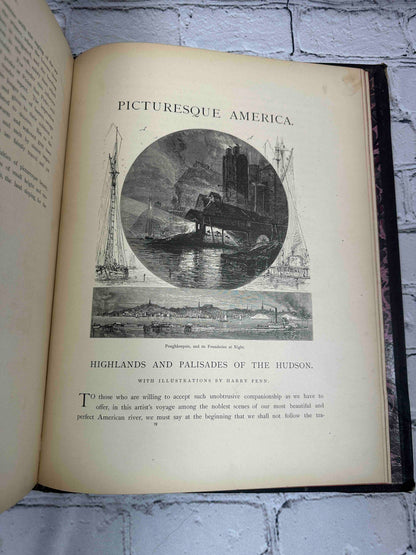 PICTURESQUE AMERICA.
Poughkeepsie, and its Foundries at Night.
HIGHLANDS AND PALISADES OF THE HUDSON.
WITH ILLUSTRATIONS BY HARRY FENN.
TO those who are willing to accept such unobtrusive companionship as we have to
offer, in this artist's voyage among the noblest scenes of our most beautiful and
perfect American river, we must say at the beginning that we shall not follow the tra-